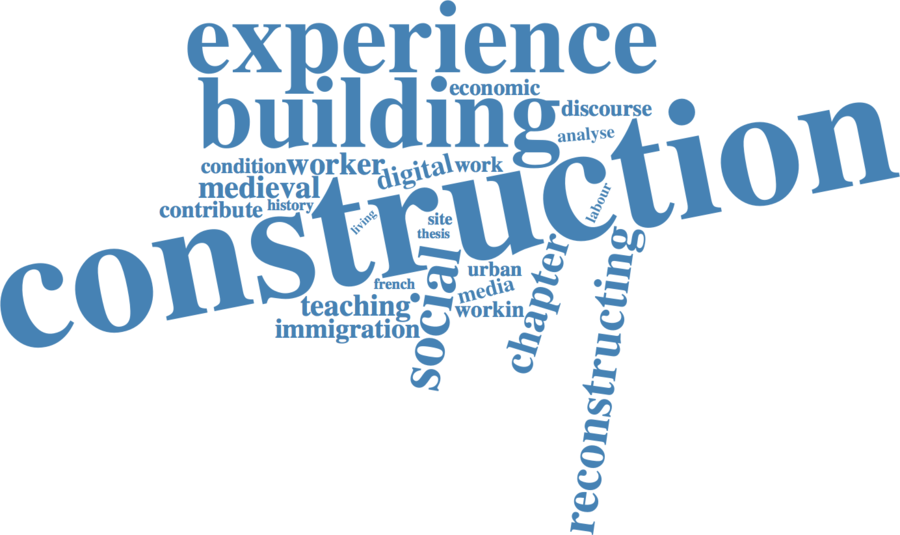 experience
building
economic
discourse
analyse
condition
worker
digital
work
medieval
contribute
history
construction
living
labour
site
thesis
social
urban
chapter
reconstructing
french
media
teaching
workin
immigration